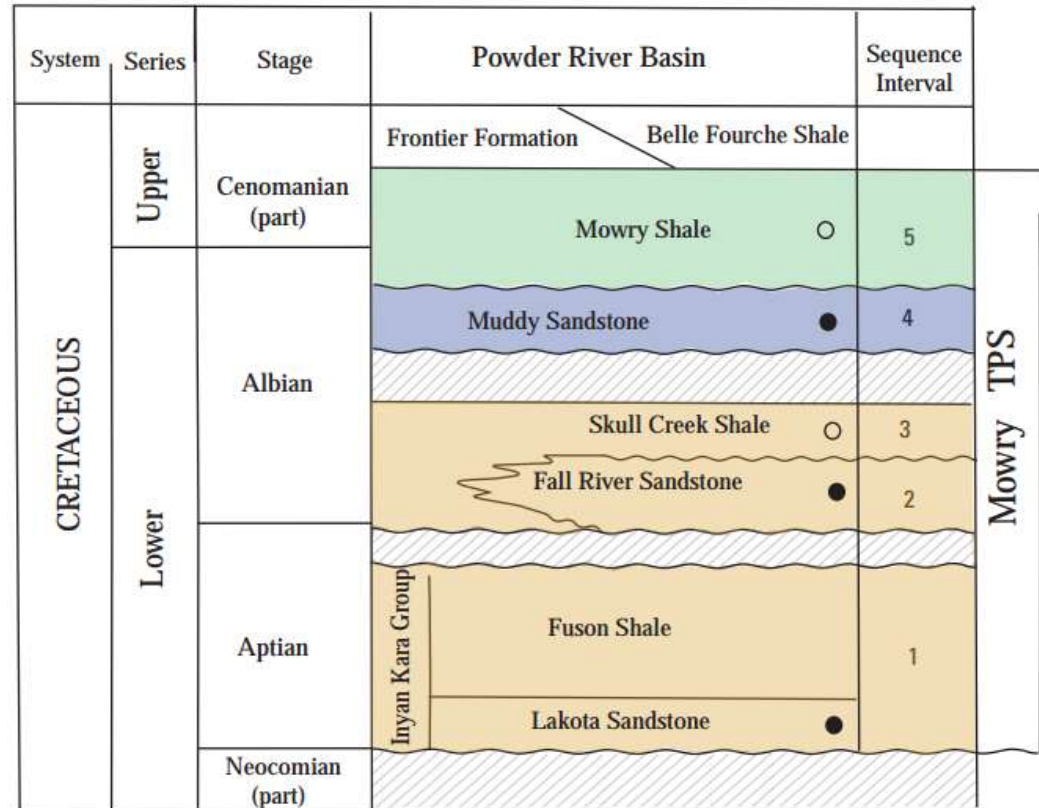 System
Series
Stage
Powder River Basin
Sequence
Interval
Frontier Formation
Belle Fourche Shale
Upper
Cenomanian
(part)
Mowry Shale
5
Muddy Sandstone
4
CRETACEOUS
Lower
Albian
Skull Creek Shale
3
Fall River Sandstone
2
Mowry TPS
Aptian
Inyan Kara Group
Fuson Shale
1
Lakota Sandstone
Neocomian
(part)